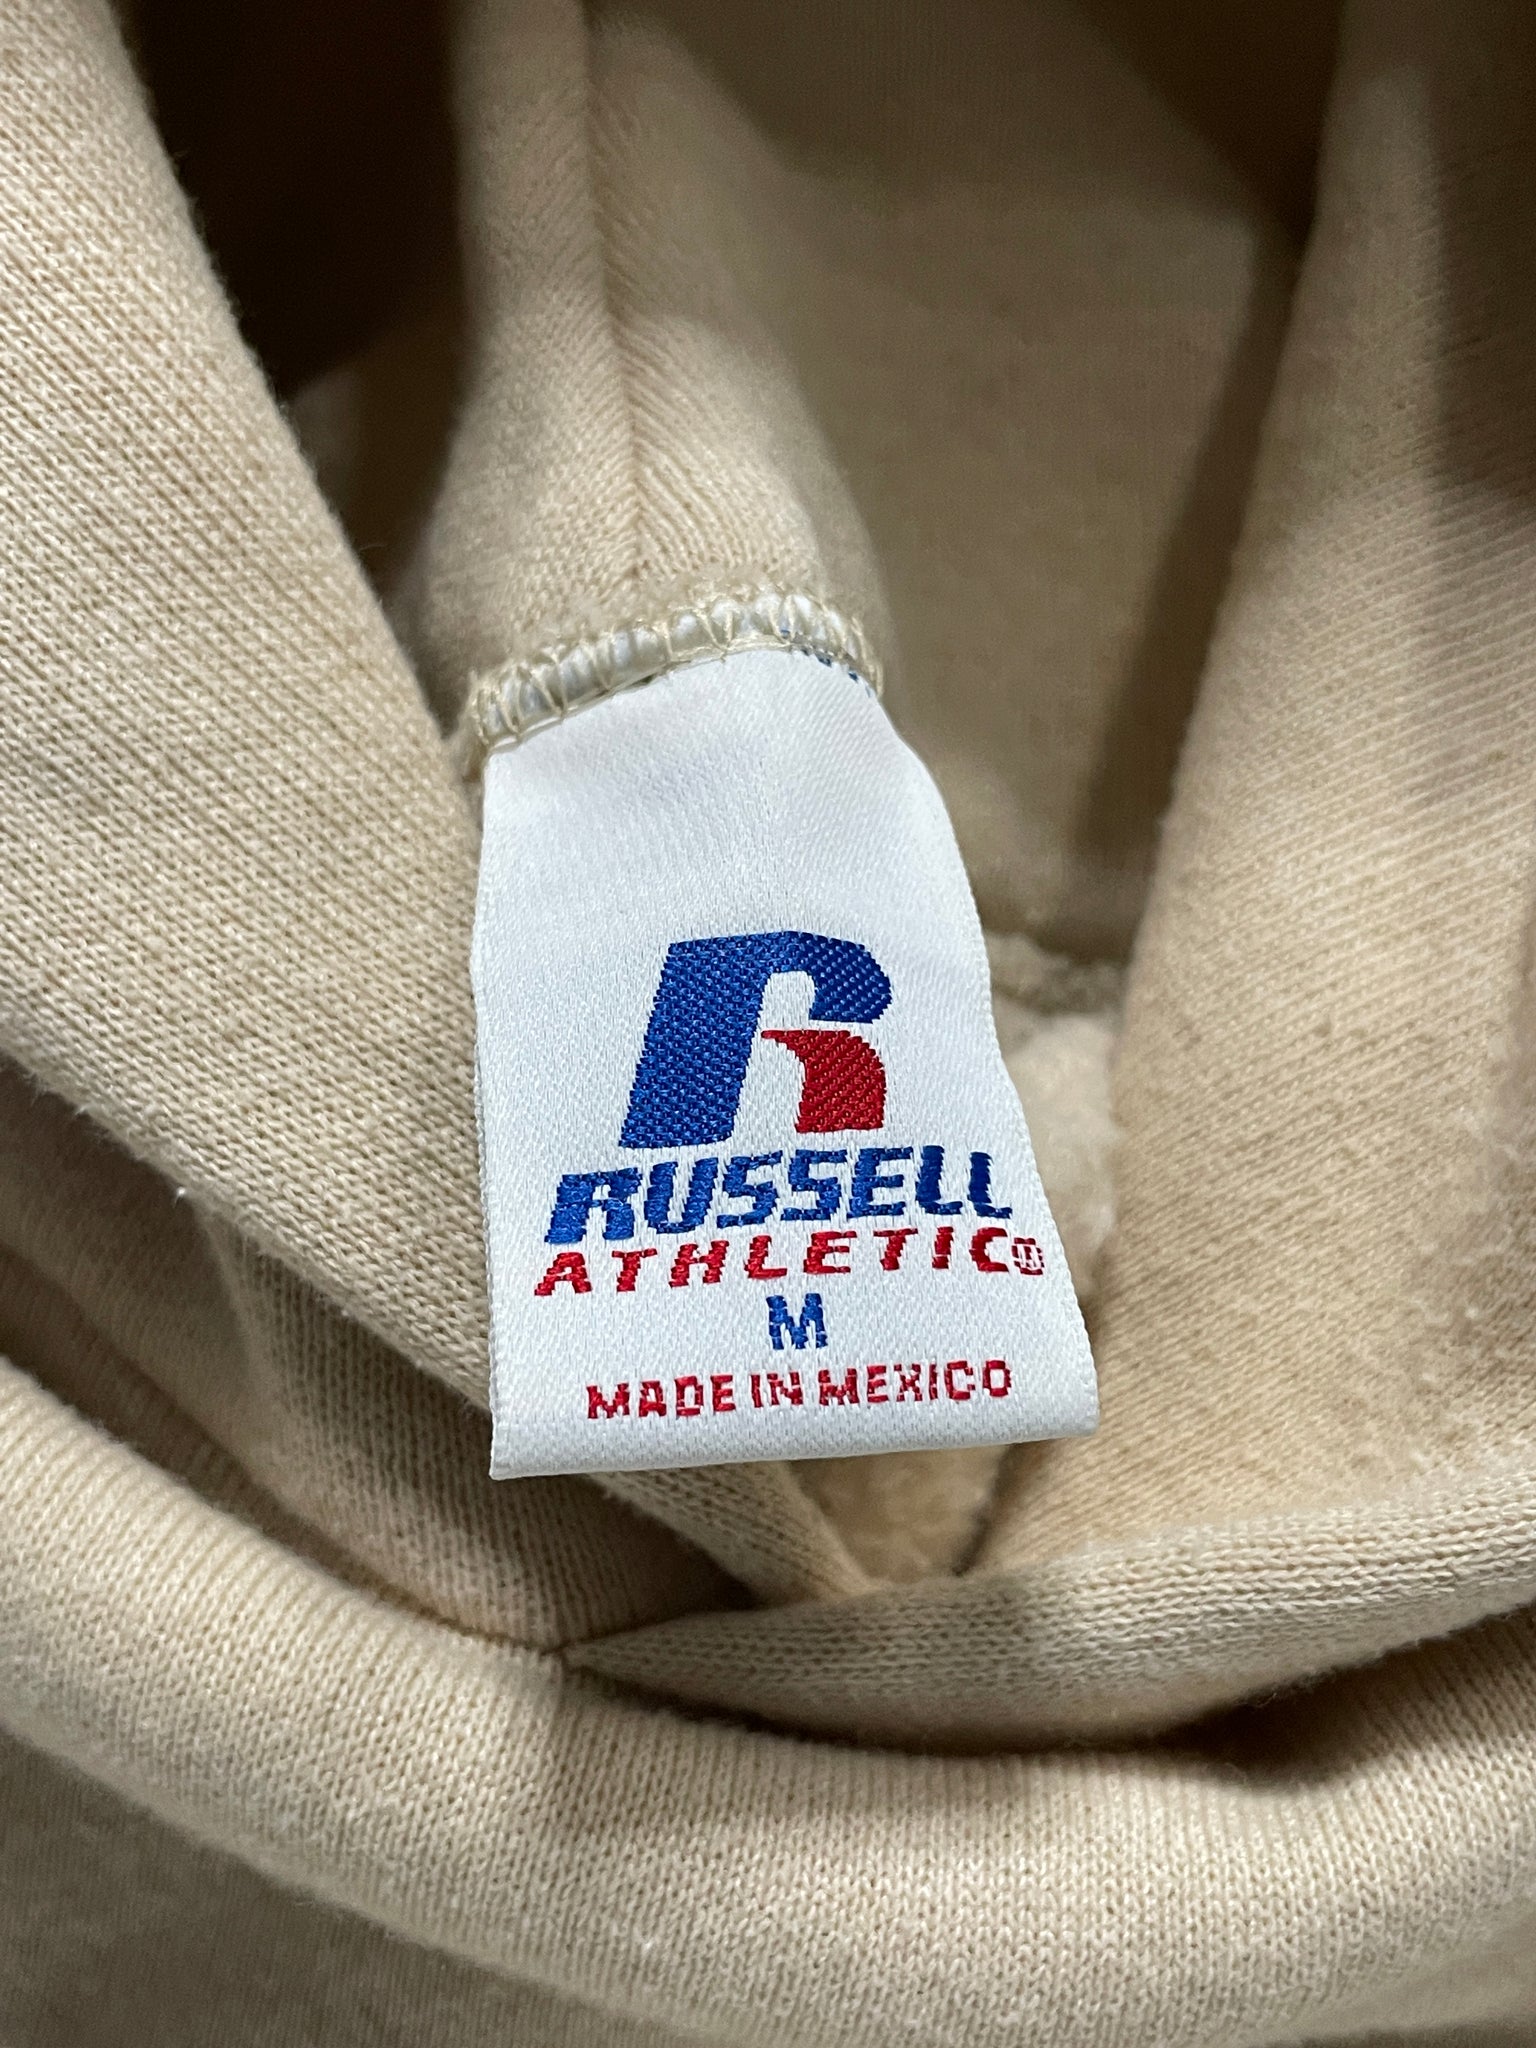 R
RUSSELL
ATHLETIC®
M
MADE IN MEXICO